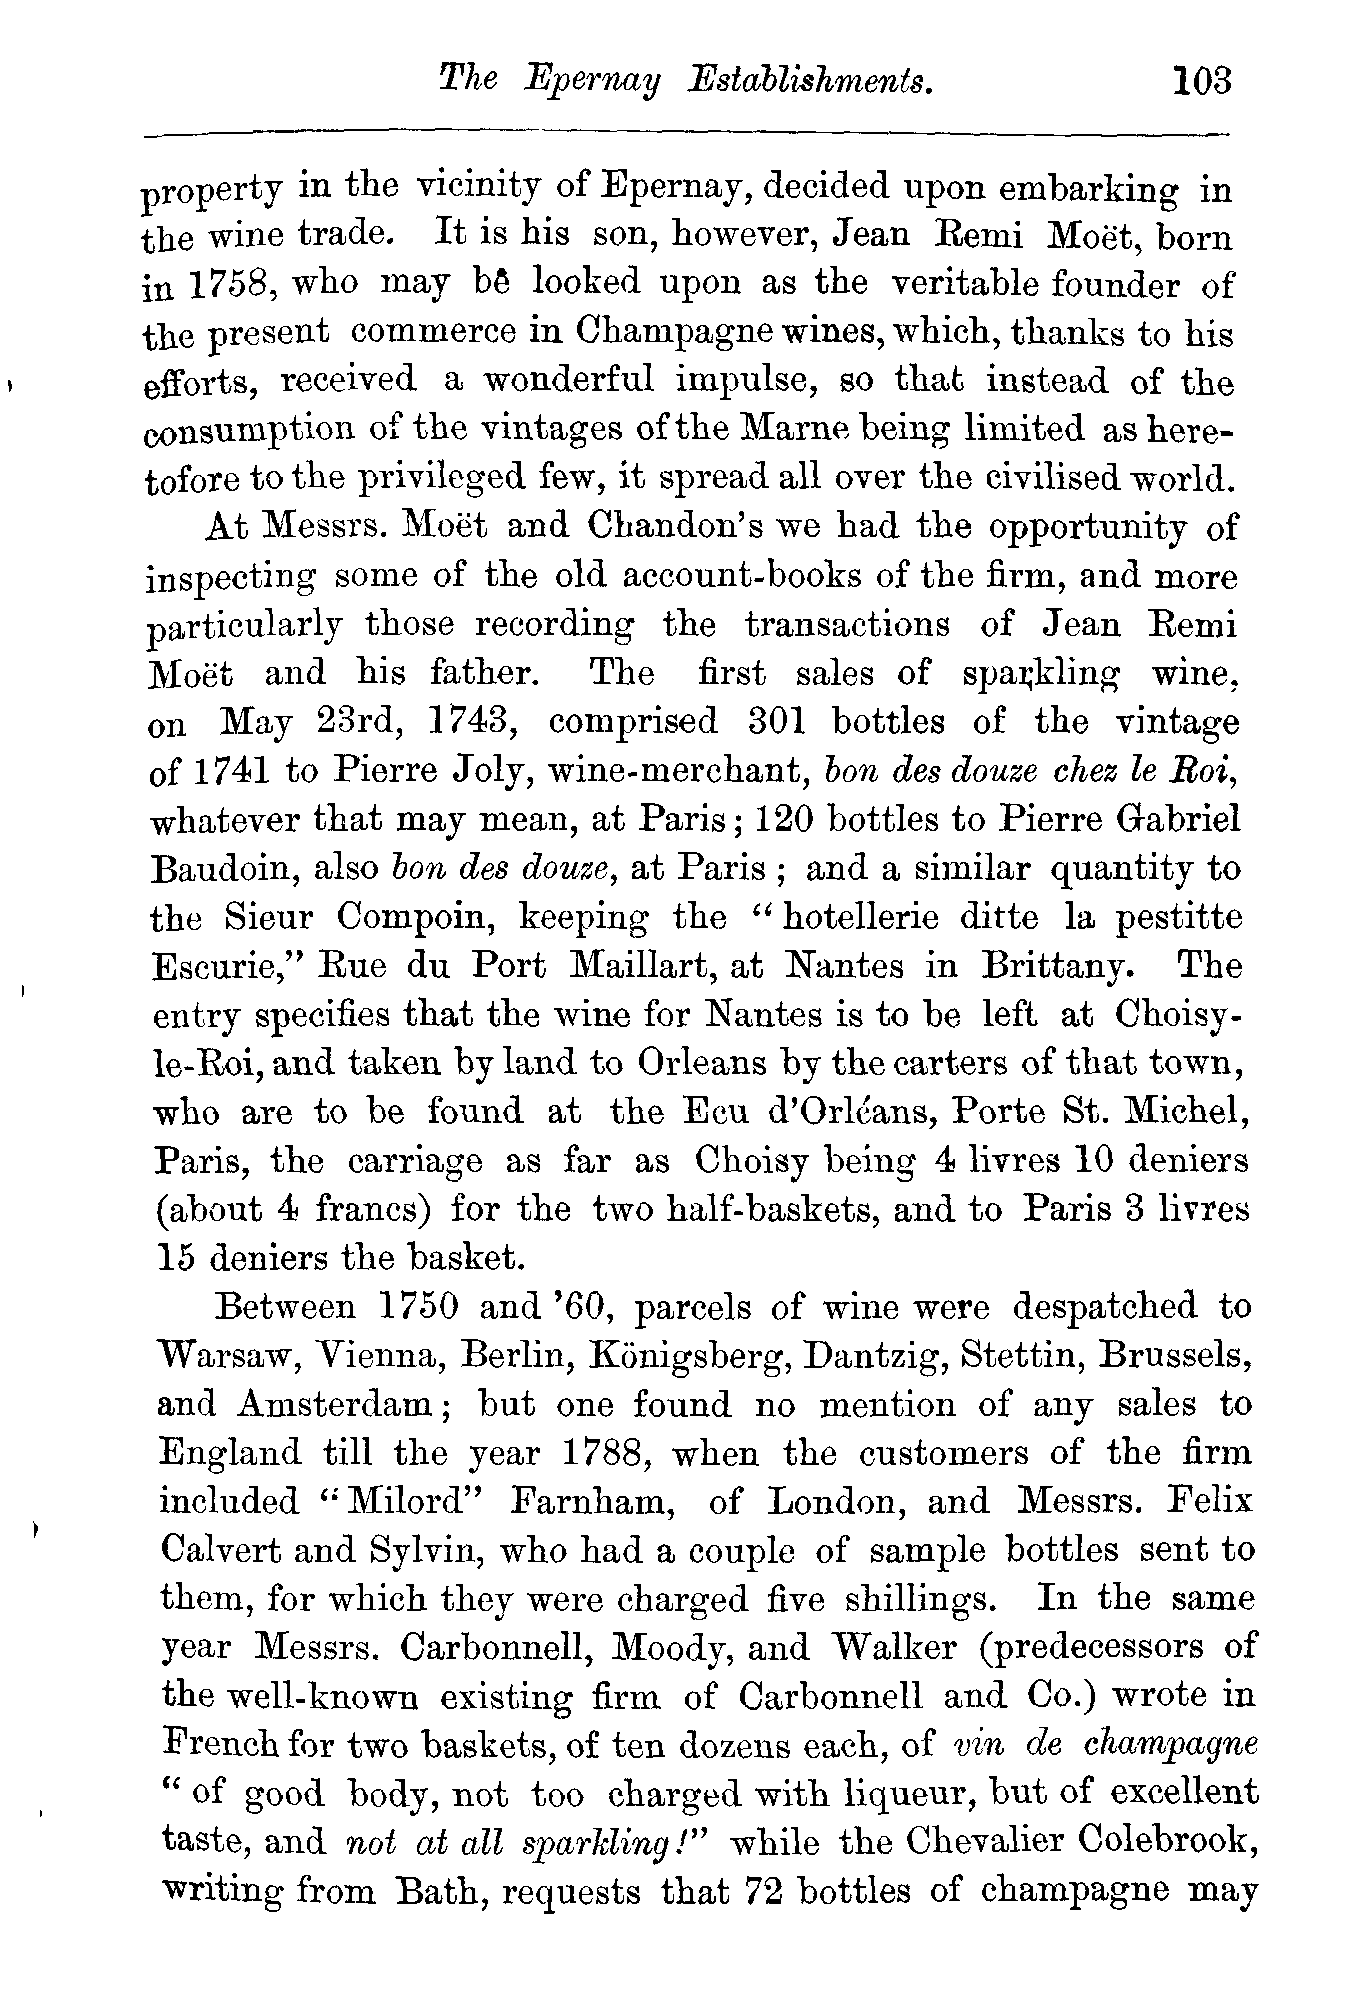 The Epernay Establishments. 103
property in the vicinity of Epernay, decided upon embarking in
the wine trade. It is his son, however, Jean Remi Moët, born
in 1758, who may be looked upon as the veritable founder of
the present commerce in Champagne wines, which, thanks to his
efforts, received a wonderful impulse, so that instead of the
consumption of the vintages of the Marne being limited as here-
tofore to the privileged few, it spread all over the civilised world.
At Messrs. Moët and Chandon's we had the opportunity of
inspecting some of the old account-books of the firm, and more
particularly those recording the transactions of Jean Remi
Moët and his father. The first sales of sparkling wine,
on May 23rd, 1743, comprised 301 bottles of the vintage
of 1741 to Pierre Joly, wine-merchant, bon des douze chez le Roi,
whatever that may mean, at Paris; 120 bottles to Pierre Gabriel
Baudoin, also bon des douze, at Paris; and a similar quantity to
the Sieur Compoin, keeping the "hotellerie ditte la pestitte
Escurie," Rue du Port Maillart, at Nantes in Brittany. The
entry specifies that the wine for Nantes is to be left at Choisy-
le-Roi, and taken by land to Orleans by the carters of that town,
who are to be found at the Ecu d'Orléans, Porte St. Michel,
Paris, the carriage as far as Choisy being 4 livres 10 deniers
(about 4 francs) for the two half-baskets, and to Paris 3 livres
15 deniers the basket.
Between 1750 and '60, parcels of wine were despatched to
Warsaw, Vienna, Berlin, Königsberg, Dantzig, Stettin, Brussels,
and Amsterdam; but one found no mention of any sales to
England till the year 1788, when the customers of the firm
included "Milord" Farnham, of London, and Messrs. Felix
Calvert and Sylvin, who had a couple of sample bottles sent to
them, for which they were charged five shillings. In the same
year Messrs. Carbonnell, Moody, and Walker (predecessors of
the well-known existing firm of Carbonnell and Co.) wrote in
French for two baskets, of ten dozens each, of vin de champagne
"of good body, not too charged with liqueur, but of excellent
taste, and not at all sparkling!" while the Chevalier Colebrook,
writing from Bath, requests that 72 bottles of champagne may